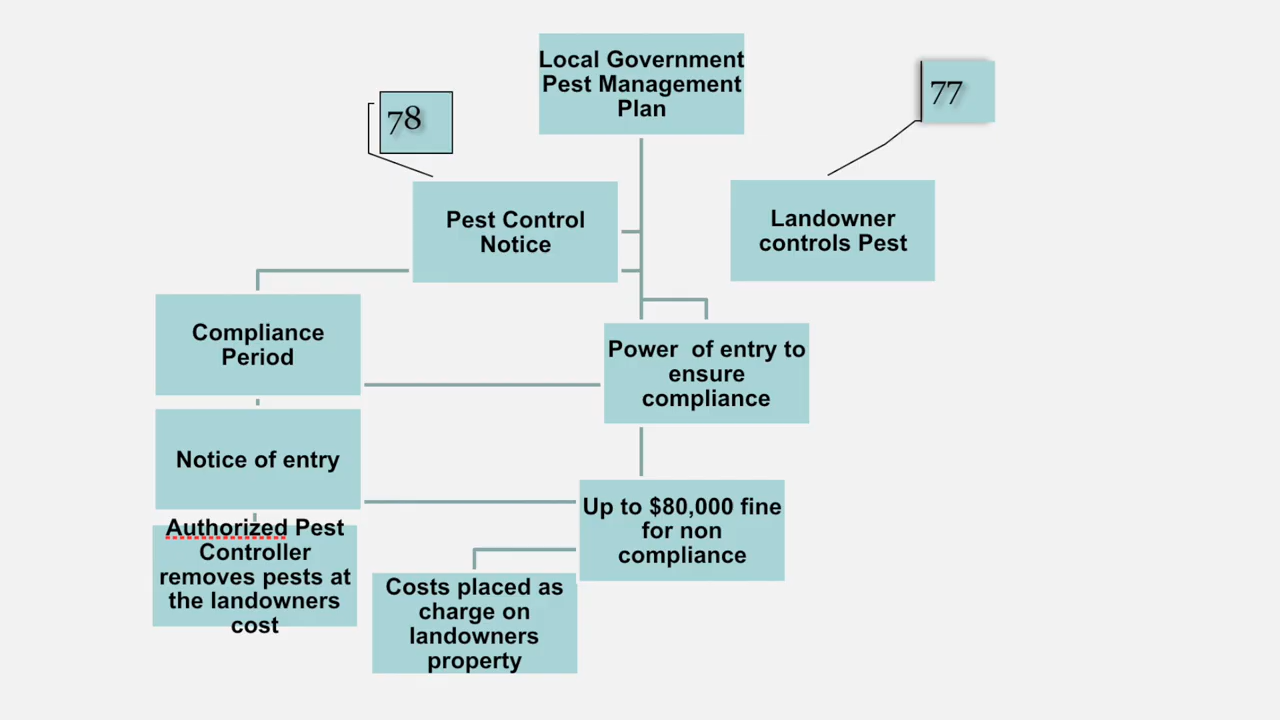 Local Government
Pest Management
Plan
77
78
Pest Control
Notice
Landowner
controls Pest
Compliance
Period
Power  of entry to
ensure
compliance
Notice of entry
Up to $80,000 fine
for non
compliance
Authorized Pest
Controller
removes pests at
the landowners
cost
Costs placed as
charge on
landowners
property